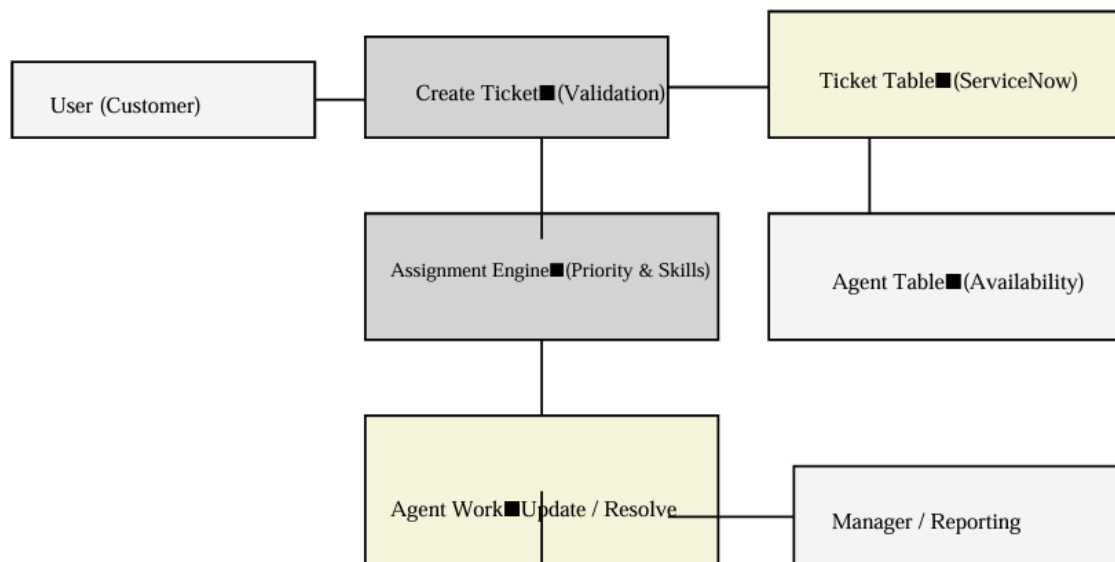 User (Customer)
Create Ticket■(Validation)
Ticket Table■(ServiceNow)
Assignment Engine■(Priority & Skills)
Agent Table■(Availability)
Agent Work■Update / Resolve
Manager / Reporting